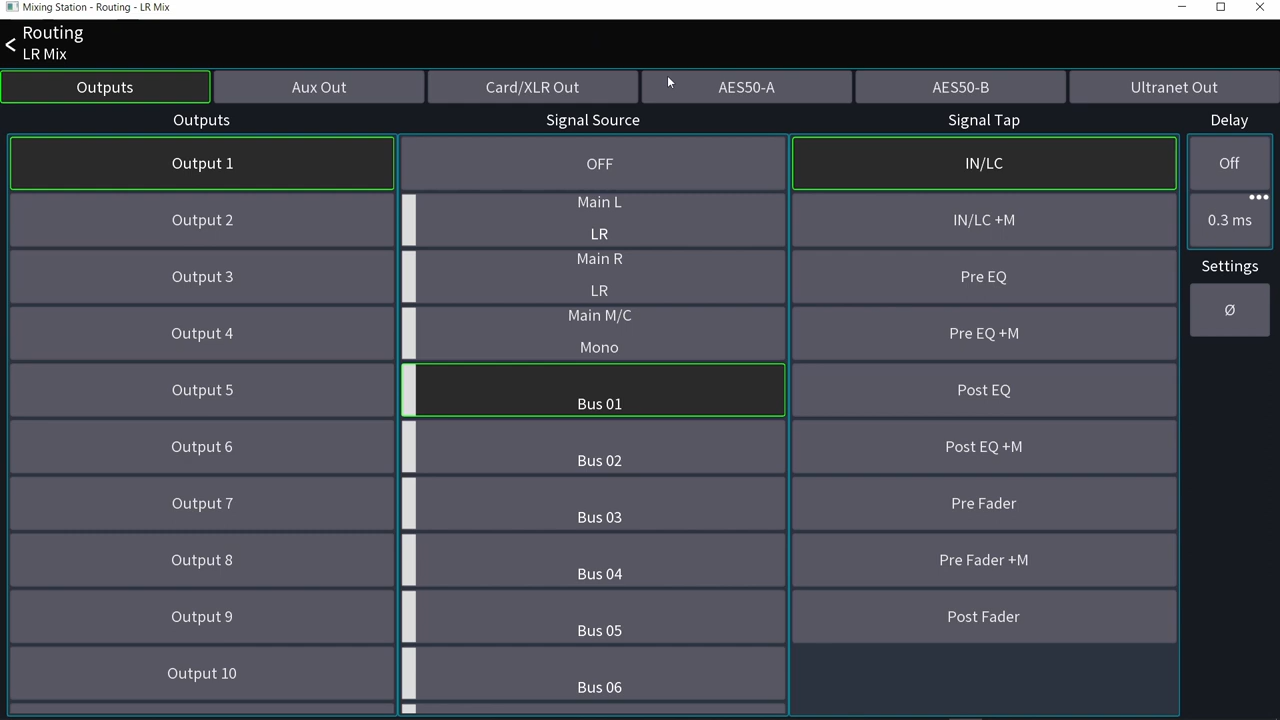 Mixing Station - Routing - LR Mix
Routing
LR Mix
Outputs
Aux Out
Card/XLR Out
AES50-A
AES50-B
Ultranet Out
Outputs
Signal Source
Signal Tap
Delay
Output 1
Output 2
Output 3
Output 4
Output 5
Output 6
Output 7
Output 8
Output 9
Output 10
OFF
Main L
LR
Main R
LR
Main M/C
Mono
Bus 01
Bus 02
Bus 03
Bus 04
Bus 05
Bus 06
IN/LC
IN/LC +M
Pre EQ
Pre EQ +M
Post EQ
Post EQ +M
Pre Fader
Pre Fader +M
Post Fader
Off
0.3 ms
Settings
Ø